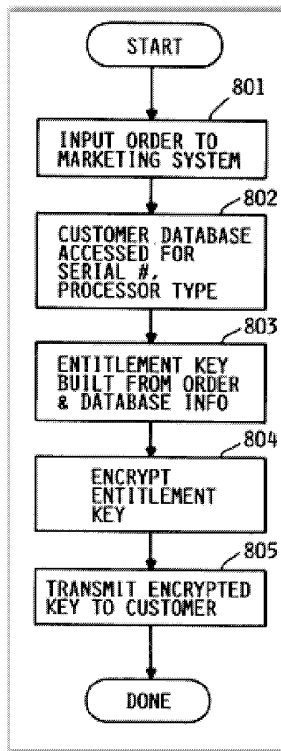 START
801
INPUT ORDER TO
MARKETING SYSTEM
802
CUSTOMER DATABASE
ACCESSED FOR
SERIAL #,
PROCESSOR TYPE
803
ENTITLEMENT KEY
BUILT FROM ORDER
& DATABASE INFO
804
ENCRYPT
ENTITLEMENT
KEY
805
TRANSMIT ENCRYPTED
KEY TO CUSTOMER
DONE